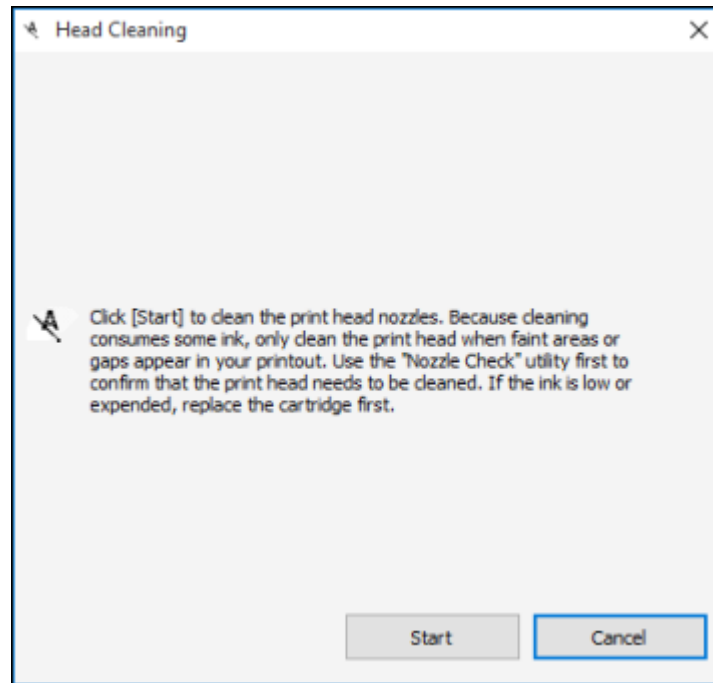 Head Cleaning
Click [Start] to clean the print head nozzles. Because cleaning
consumes some ink, only clean the print head when faint areas or
gaps appear in your printout. Use the "Nozzle Check" utility first to
confirm that the print head needs to be cleaned. If the ink is low or
expended, replace the cartridge first.
Start Cancel